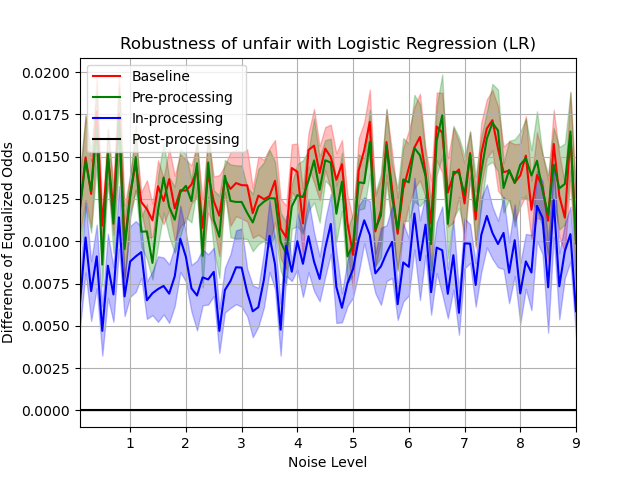 Robustness of unfair with Logistic Regression (LR)
Baseline
Pre-processing
In-processing
Post-processing
Difference of Equalized Odds
0.0200
0.0175
0.0150
0.0125
0.0100
0.0075
0.0050
0.0025
0.0000
1 2 3 4 5 6 7 8 9
Noise Level